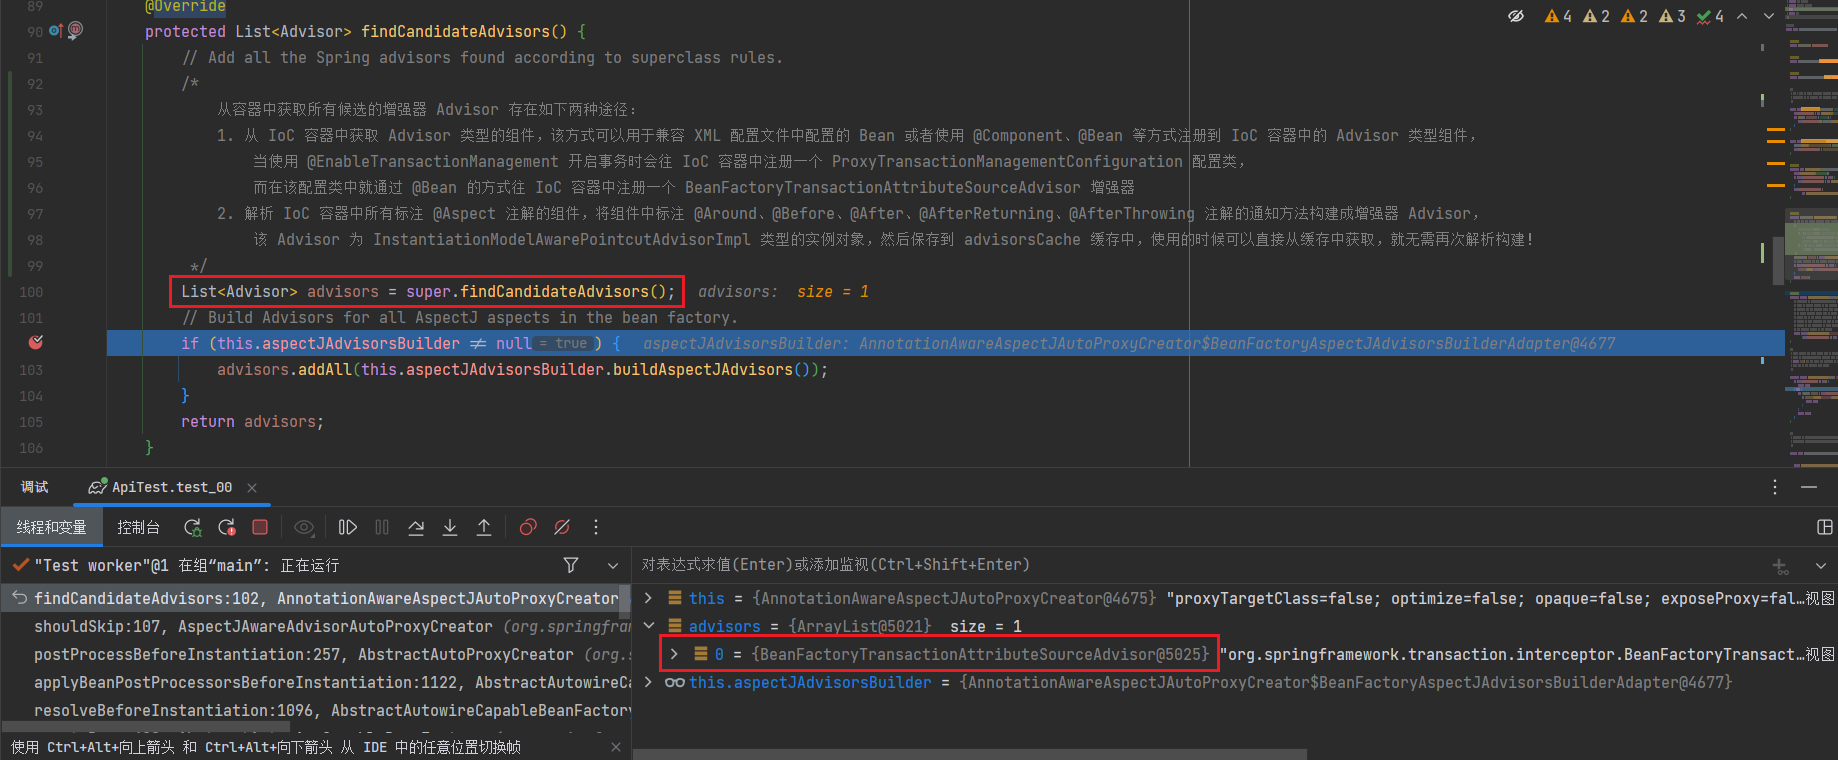 89 @Override
4 2 2 3 4
90 protected List<Advisor> findCandidateAdvisors() {
91 // Add all the Spring advisors found according to superclass rules.
92 /*
93 从容器中获取所有候选的增强器 Advisor 存在如下两种途径：
94 1. 从 IoC 容器中获取 Advisor 类型的组件，该方式可以用于兼容 XML 配置文件中配置的 Bean 或者使用 @Component、@Bean 等方式注册到 IoC 容器中的 Advisor 类型组件，
95 当使用 @EnableTransactionManagement 开启事务时会往 IoC 容器中注册一个 ProxyTransactionManagementConfiguration 配置类，
96 而在该配置类中就通过 @Bean 的方式往 IoC 容器中注册一个 BeanFactoryTransactionAttributeSourceAdvisor 增强器
97 2. 解析 IoC 容器中所有标注 @Aspect 注解的组件，将组件中标注 @Around、@Before、@After、@AfterReturning、@AfterThrowing 注解的通知方法构建成增强器 Advisor，
98 该 Advisor 为 InstantiationModelAwarePointcutAdvisorImpl 类型的实例对象，然后保存到 advisorsCache 缓存中，使用的时候可以直接从缓存中获取，就无需再次解析构建！
99 */
100 List<Advisor> advisors = super.findCandidateAdvisors(); advisors: size = 1
101 // Build Advisors for all AspectJ aspects in the bean factory.
if (this.aspectJAdvisorsBuilder ≠ null = true ) { aspectJAdvisorsBuilder: AnnotationAwareAspectJAutoProxyCreator$BeanFactoryAspectJAdvisorsBuilderAdapter@4677
103 advisors.addAll(this.aspectJAdvisorsBuilder.buildAspectJAdvisors());
104 }
105 return advisors;
106 }
调试 ApiTest.test_00
线程和变量 控制台
"Test worker"@1 在组“main”: 正在运行
findCandidateAdvisors:102, AnnotationAwareAspectJAutoProxyCreator
shouldSkip:107, AspectJAwareAdvisorAutoProxyCreator (org.springfram
postProcessBeforeInstantiation:257, AbstractAutoProxyCreator (org.s
applyBeanPostProcessorsBeforeInstantiation:1122, AbstractAutowireCa
resolveBeforeInstantiation:1096, AbstractAutowireCapableBeanFactory
使用 Ctrl+Alt+向上箭头 和 Ctrl+Alt+向下箭头 从 IDE 中的任意位置切换帧
对表达式求值(Enter)或添加监视(Ctrl+Shift+Enter)
this = {AnnotationAwareAspectJAutoProxyCreator@4675} "proxyTargetClass=false; optimize=false; opaque=false; exposeProxy=fal...视图
advisors = {ArrayList@5021} size = 1
0 = {BeanFactoryTransactionAttributeSourceAdvisor@5025} "org.springframework.transaction.interceptor.BeanFactoryTransact...视图
this.aspectJAdvisorsBuilder = {AnnotationAwareAspectJAutoProxyCreator$BeanFactoryAspectJAdvisorsBuilderAdapter@4677}